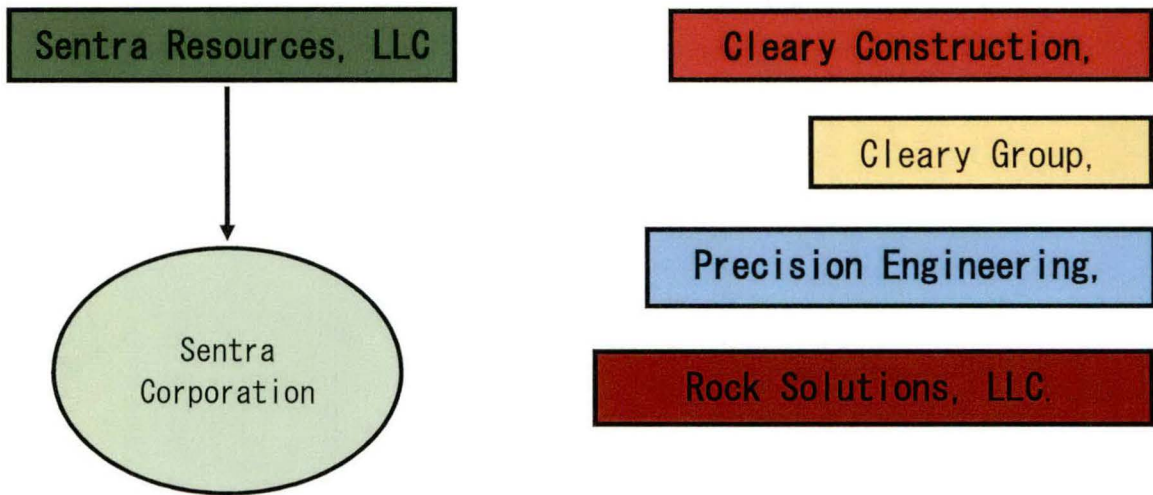 Sentra Resources, LLC
Sentra
Corporation
Cleary Construction,
Cleary Group,
Precision Engineering,
Rock Solutions, LLC.